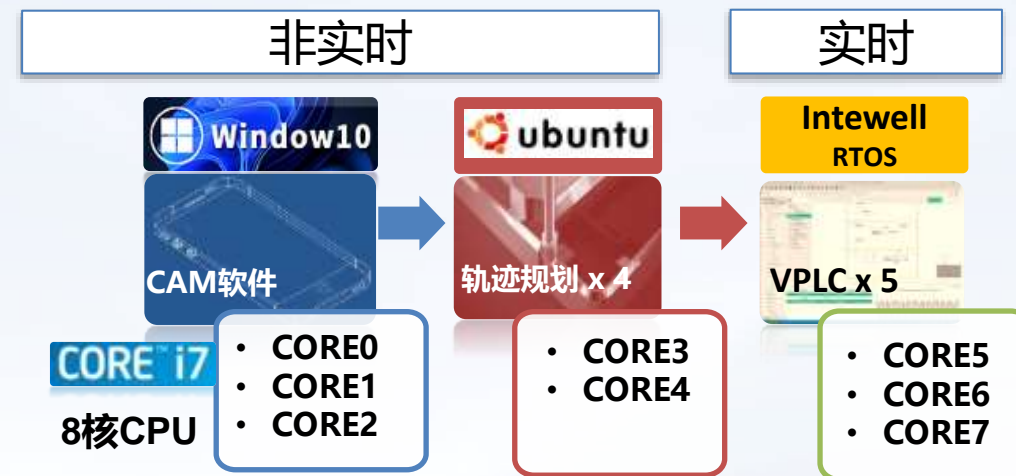 非实时
实时
Window10
ubuntu
Intewell
RTOS
CAM软件
轨迹规划 x 4
VPLC x 5
CORE™ i7
8核CPU
• CORE0
• CORE1
• CORE2
• CORE3
• CORE4
• CORE5
• CORE6
• CORE7